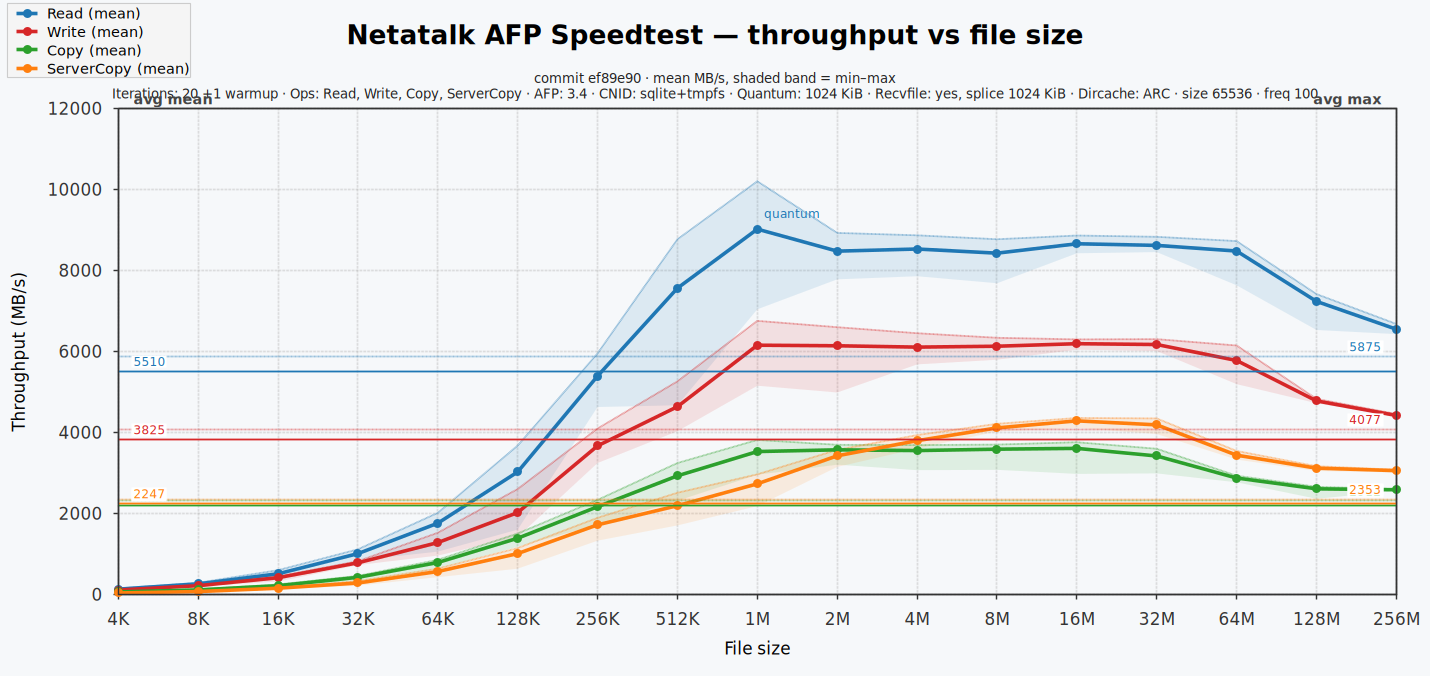 Read (mean)
Write (mean)
Copy (mean)
ServerCopy (mean)
Netatalk AFP Speedtest — throughput vs file size
commit ef89e90 · mean MB/s, shaded band = min–max
Iterations: 20 +1 warmup · Ops: Read, Write, Copy, ServerCopy · AFP: 3.4 · CNID: sqlite+tmpfs · Quantum: 1024 KiB · Recvfile: yes, splice 1024 KiB · Dircache: ARC · size 65536 · freq 100
avg mean
avg max
12000
10000
8000
6000
4000
2000
0
Throughput (MB/s)
quantum
5510
5875
3825
4077
2247
2353
4K 8K 16K 32K 64K 128K 256K 512K 1M 2M 4M 8M 16M 32M 64M 128M 256M
File size